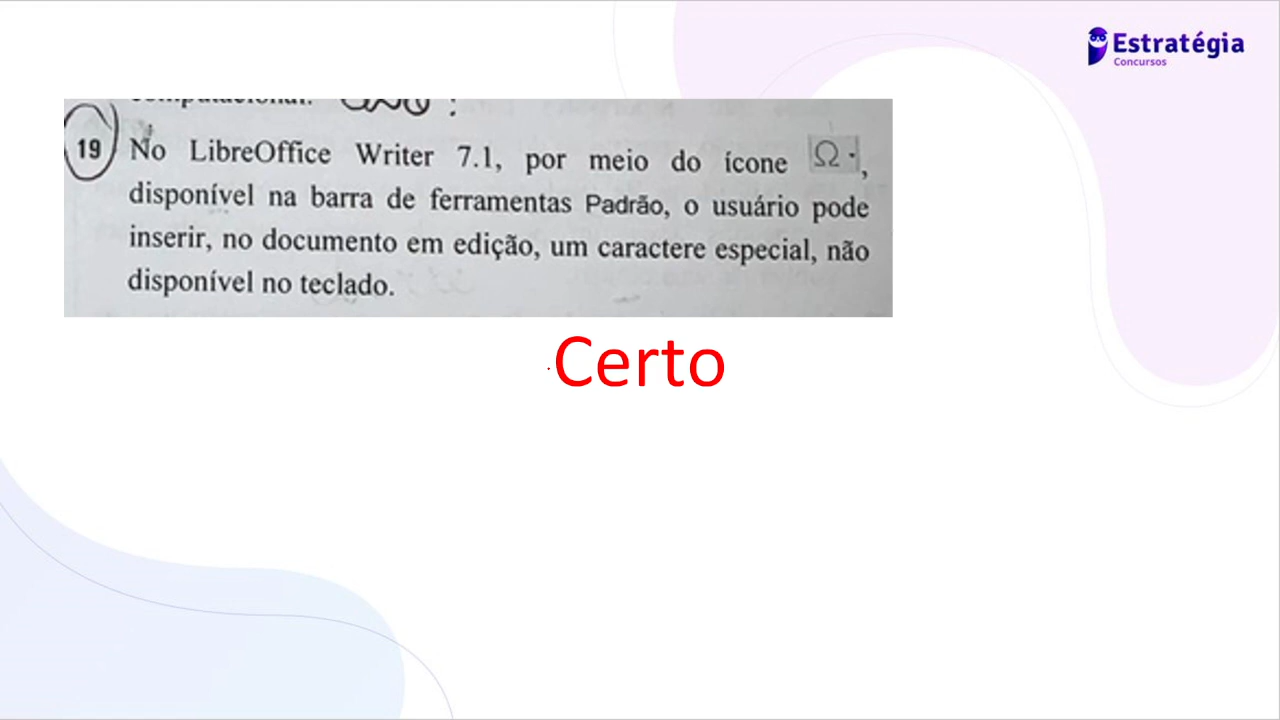 Estratégia
Concursos
computacional.
19 No LibreOffice Writer 7.1, por meio do ícone Ω ,
disponível na barra de ferramentas Padrão, o usuário pode
inserir, no documento em edição, um caractere especial, não
disponível no teclado.
Certo